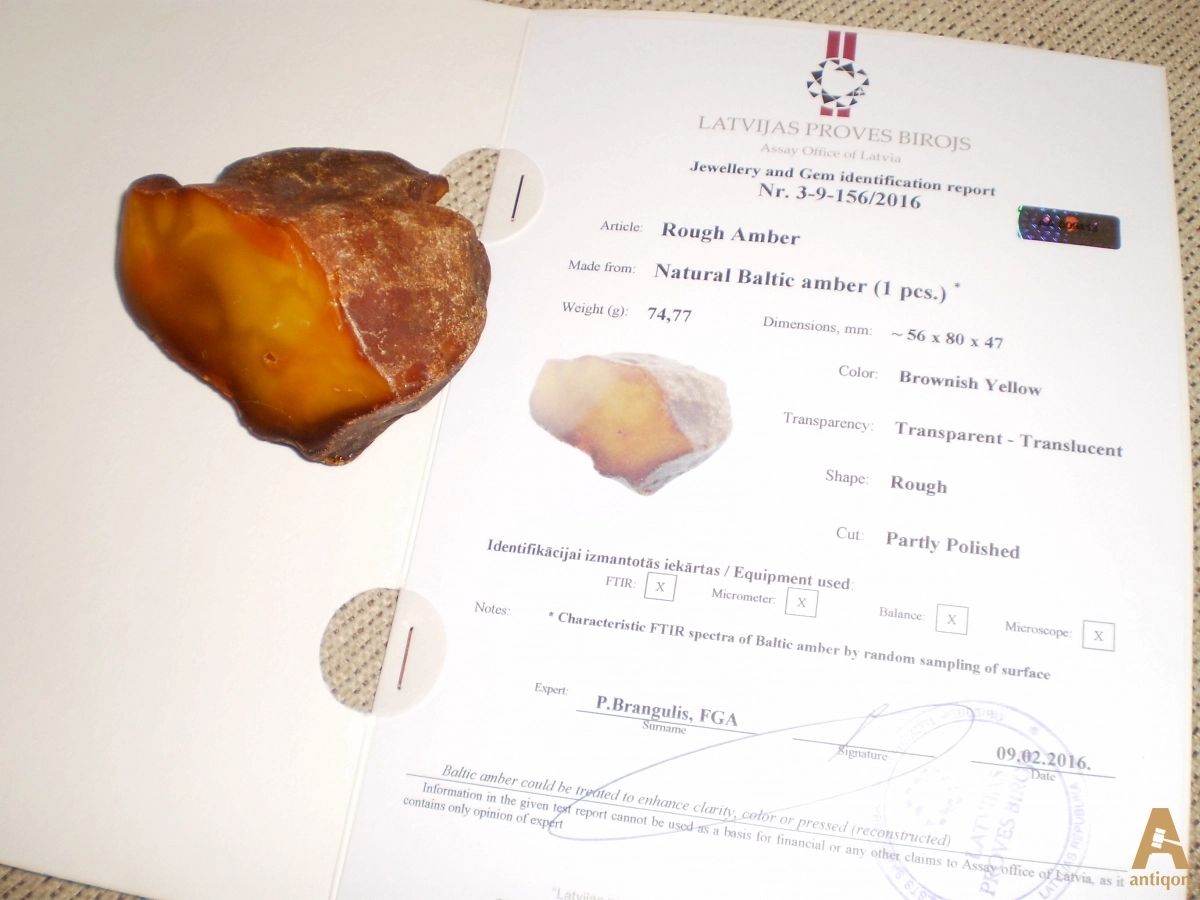 LATVIJAS PROVES BIROJS
Assay Office of Latvia
Jewellery and Gem identification report
Nr. 3-9-156/2016
Article: Rough Amber
Made from: Natural Baltic amber (1 pcs.) *
Weight (g): 74,77
Dimensions, mm: ~ 56 x 80 x 47
Color: Brownish Yellow
Transparency: Transparent - Translucent
Shape: Rough
Cut: Partly Polished
Identifikācijai izmantotās iekārtas / Equipment used:
FTIR: X Micrometer: X Balance: X Microscope: X
Notes: * Characteristic FTIR spectra of Baltic amber by random sampling of surface
Expert: P.Brangulis, FGA
Surname
Signature
09.02.2016.
Date
Baltic amber could be treated to enhance clarity, color or pressed (reconstructed)
Information in the given test report cannot be used as a basis for financial or any other claims to Assay office of Latvia, as it
contains only opinion of expert
LATVIJAS
PROVES BIROJS
LATVIJAS REPUBLIKA
"Latvijas
A
antiqon